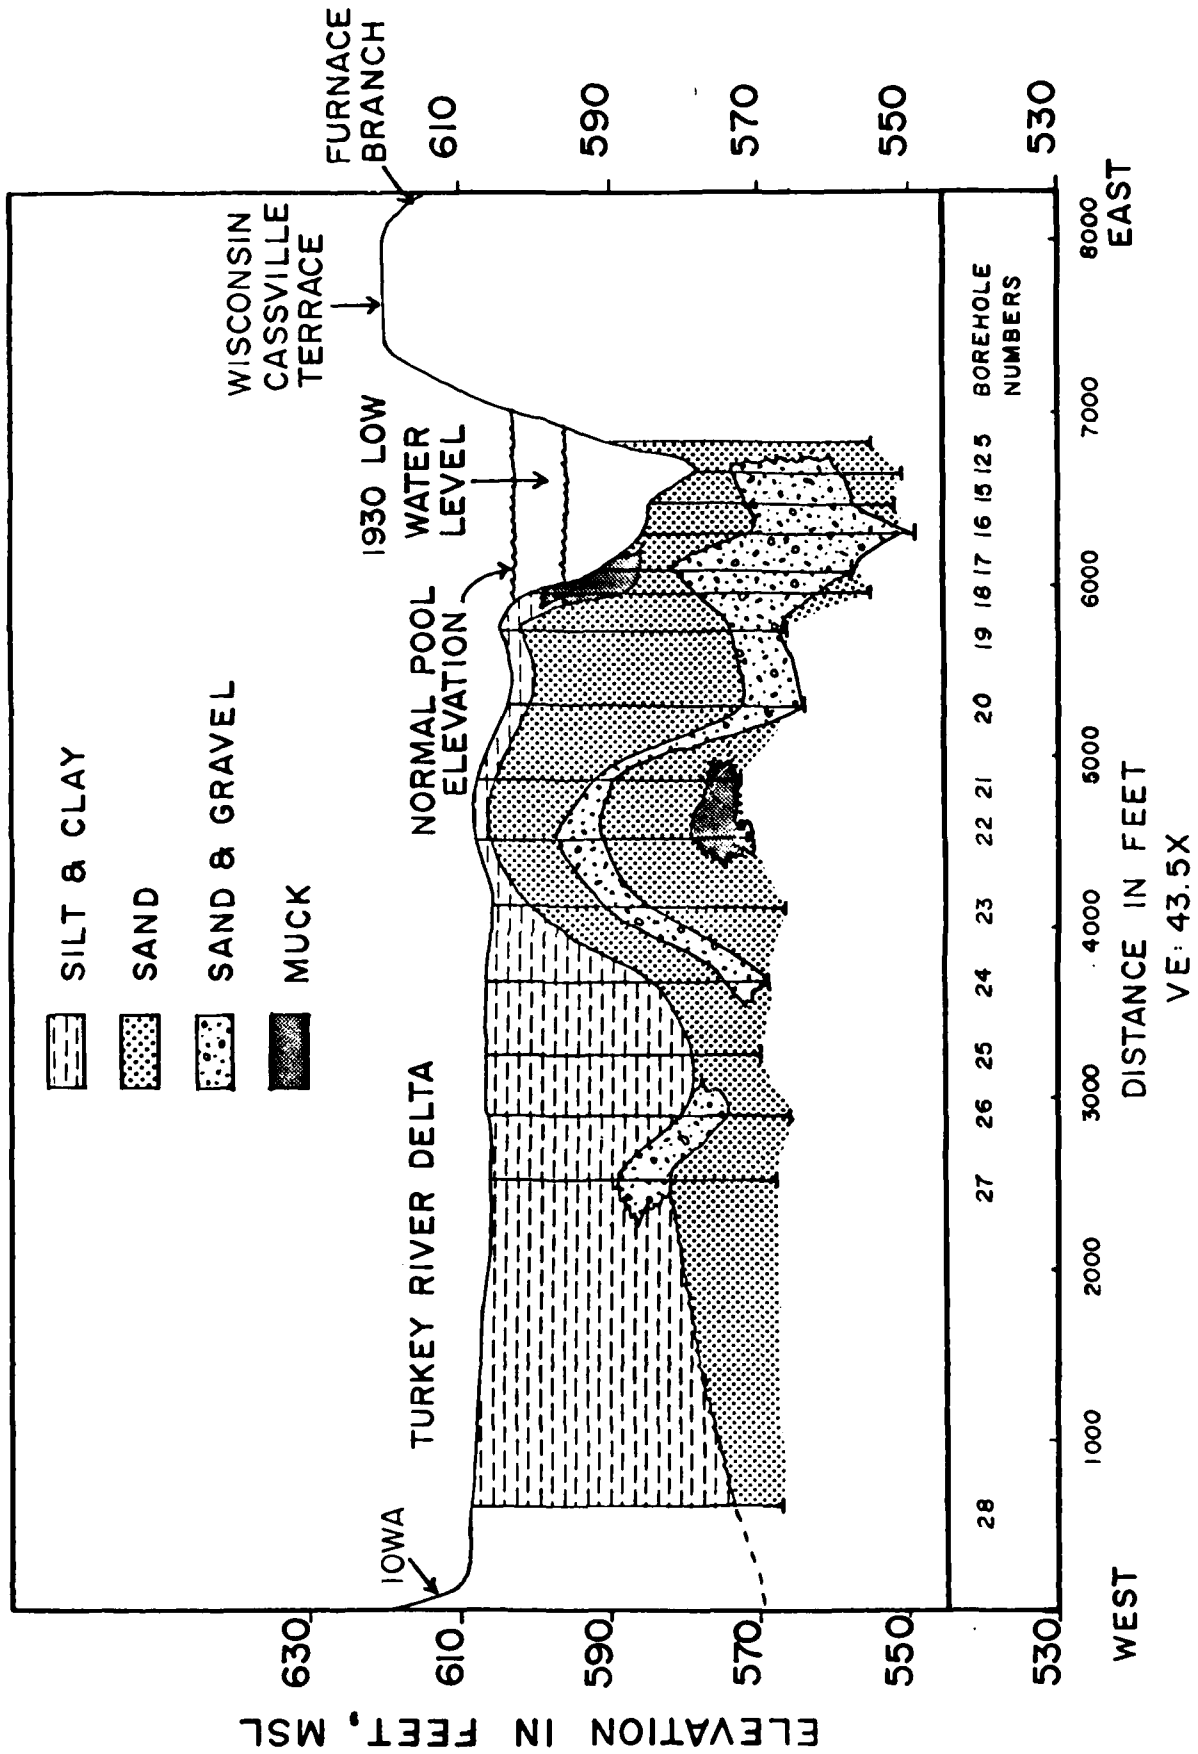 SILT & CLAY
SAND
SAND & GRAVEL
MUCK
IOWA
TURKEY RIVER DELTA
NORMAL POOL
ELEVATION
1930 LOW
WATER
LEVEL
WISCONSIN
CASSVILLE
TERRACE
FURNACE
BRANCH
ELEVATION IN FEET, MSL
630
610
590
570
550
530
610
590
570
550
530
28
27
26
25
24
23
22
21
20
19
18
17
16
15
125
BOREHOLE
NUMBERS
1000
2000
3000
4000
5000
6000
7000
8000
WEST
DISTANCE IN FEET
EAST
VE: 43.5X